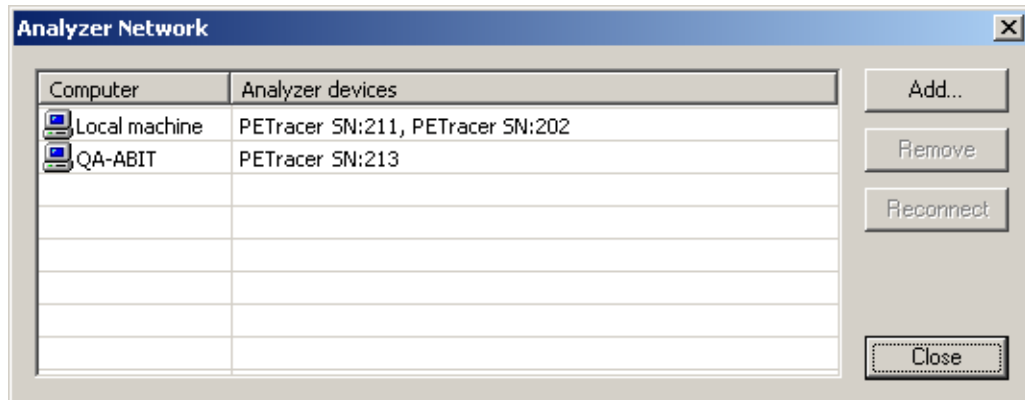 Analyzer Network
Computer Analyzer devices
Local machine PETracer SN:211, PETracer SN:202
QA-ABIT PETracer SN:213
Add...
Remove
Reconnect
Close